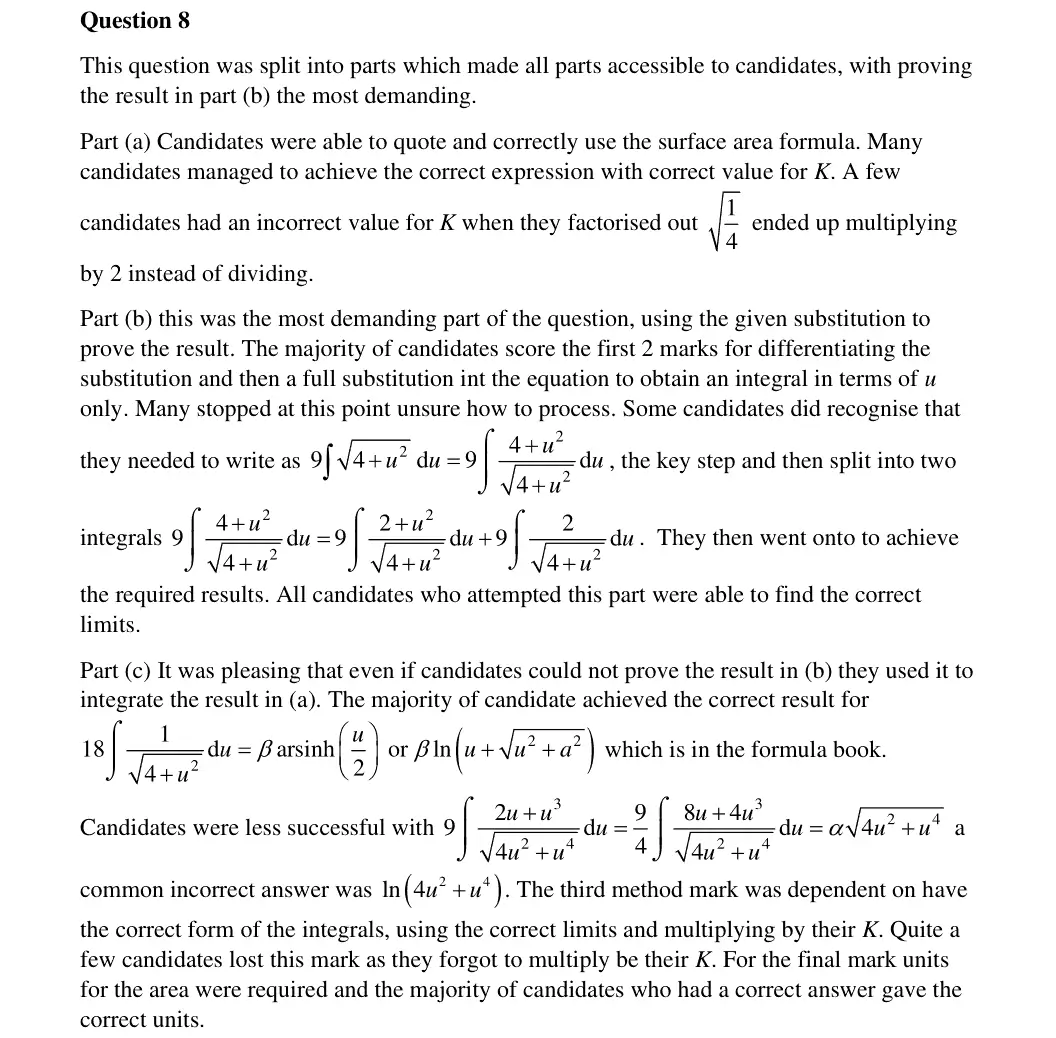 Question 8
This question was split into parts which made all parts accessible to candidates, with proving
the result in part (b) the most demanding.
Part (a) Candidates were able to quote and correctly use the surface area formula. Many
candidates managed to achieve the correct expression with correct value for K. A few
candidates had an incorrect value for K when they factorised out √(1/4) ended up multiplying
by 2 instead of dividing.
Part (b) this was the most demanding part of the question, using the given substitution to
prove the result. The majority of candidates score the first 2 marks for differentiating the
substitution and then a full substitution int the equation to obtain an integral in terms of u
only. Many stopped at this point unsure how to process. Some candidates did recognise that
they needed to write as 9∫√(4+u²) du = 9∫ (4+u²)/√(4+u²) du , the key step and then split into two
integrals 9∫ (4+u²)/√(4+u²) du = 9∫ (2+u²)/√(4+u²) du + 9∫ 2/√(4+u²) du . They then went onto to achieve
the required results. All candidates who attempted this part were able to find the correct
limits.
Part (c) It was pleasing that even if candidates could not prove the result in (b) they used it to
integrate the result in (a). The majority of candidate achieved the correct result for
18∫ 1/√(4+u²) du = β arsinh(u/2) or β ln(u + √(u² + a²)) which is in the formula book.
Candidates were less successful with 9∫ (2u + u³)/√(4u² + u⁴) du = 9/4 ∫ (8u + 4u³)/√(4u² + u⁴) du = α√(4u² + u⁴) a
common incorrect answer was ln(4u² + u⁴). The third method mark was dependent on have
the correct form of the integrals, using the correct limits and multiplying by their K. Quite a
few candidates lost this mark as they forgot to multiply be their K. For the final mark units
for the area were required and the majority of candidates who had a correct answer gave the
correct units.